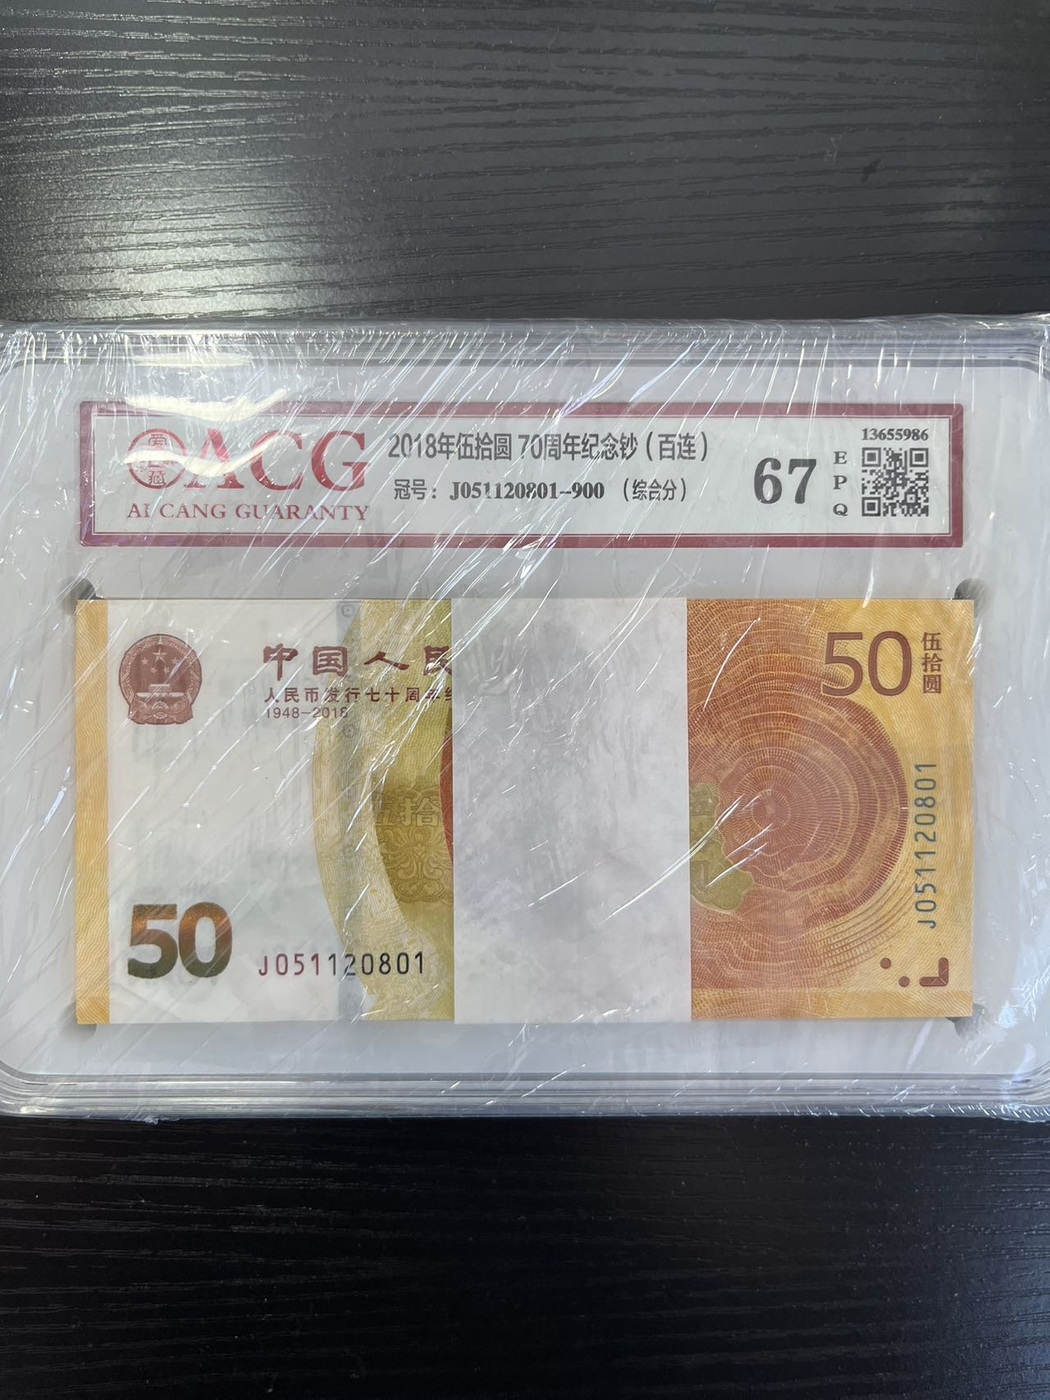 ACG
AI CANG GUARANTY
2018年伍拾圆 70周年纪念钞（百连）
冠号：J051120801--900 （综合分）
67
EPQ
13655986
中国人民
人民币发行七十周年纪
1948-2018
50
J051120801
50
伍拾圆
J051120801